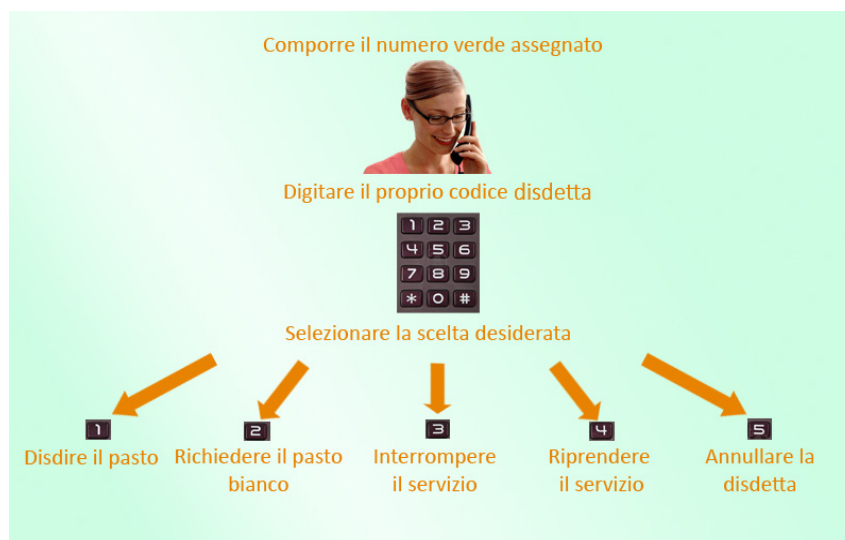 Comporre il numero verde assegnato
Digitare il proprio codice disdetta
1 2 3
4 5 6
7 8 9
* 0 #
Selezionare la scelta desiderata
1
Disdire il pasto
2
Richiedere il pasto
bianco
3
Interrompere
il servizio
4
Riprendere
il servizio
5
Annullare la
disdetta